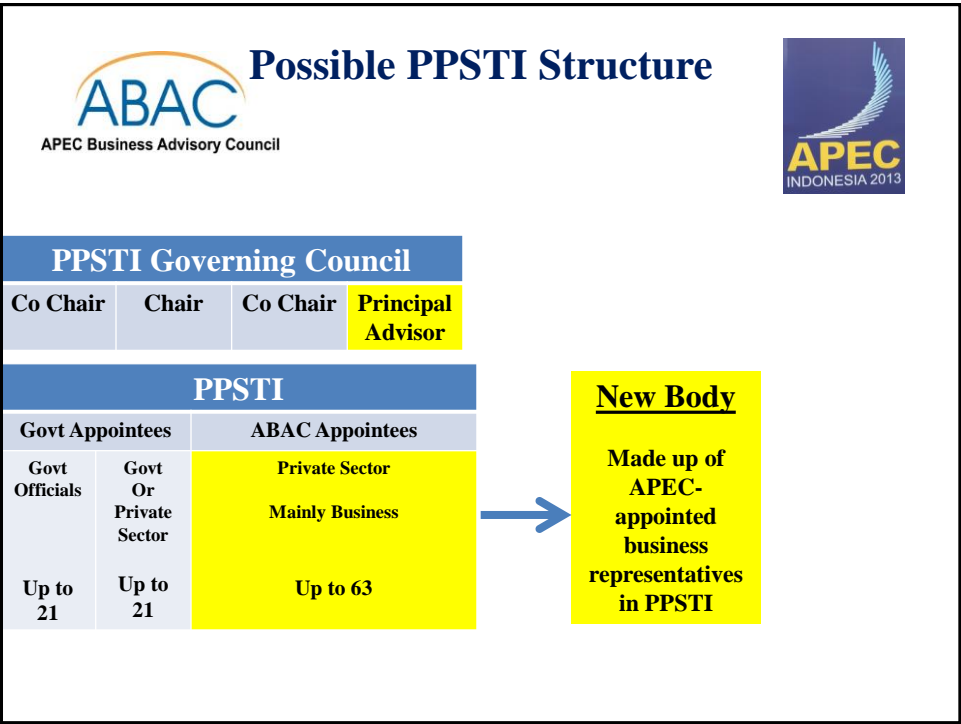 Possible PPSTI Structure
ABAC
APEC Business Advisory Council
APEC
INDONESIA 2013
PPSTI Governing Council
Co Chair
Chair
Co Chair
Principal
Advisor
PPSTI
Govt Appointees
ABAC Appointees
Govt
Officials
Up to
21
Govt
Or
Private
Sector
Up to
21
Private Sector
Mainly Business
Up to 63
New Body
Made up of
APEC-
appointed
business
representatives
in PPSTI